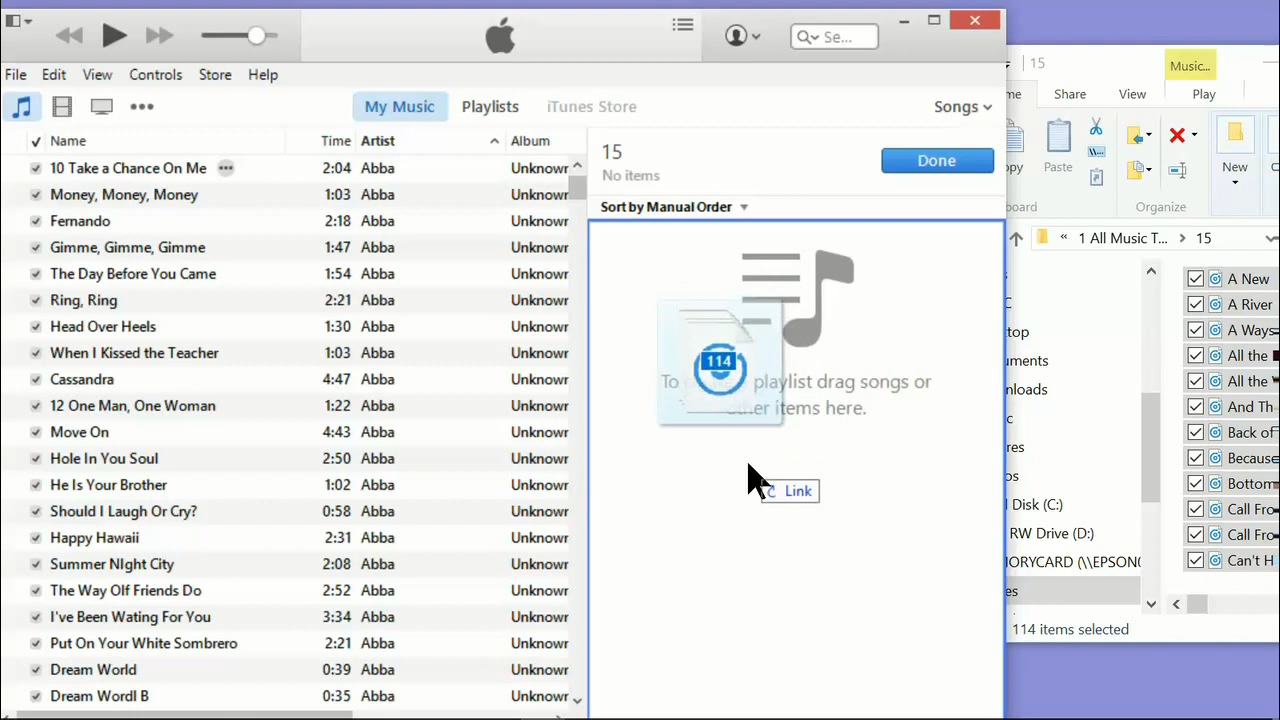 Se...
File Edit View Controls Store Help
My Music Playlists iTunes Store Songs
Name Time Artist Album
10 Take a Chance On Me ••• 2:04 Abba Unknown
Money, Money, Money 1:03 Abba Unknown
Fernando 2:18 Abba Unknown
Gimme, Gimme, Gimme 1:47 Abba Unknown
The Day Before You Came 1:54 Abba Unknown
Ring, Ring 2:21 Abba Unknown
Head Over Heels 1:30 Abba Unknown
When I Kissed the Teacher 1:03 Abba Unknown
Cassandra 4:47 Abba Unknown
12 One Man, One Woman 1:22 Abba Unknown
Move On 4:43 Abba Unknown
Hole In You Soul 2:50 Abba Unknown
He Is Your Brother 1:02 Abba Unknown
Should I Laugh Or Cry? 0:58 Abba Unknown
Happy Hawaii 2:31 Abba Unknown
Summer NIght City 2:08 Abba Unknown
The Way Olf Friends Do 2:52 Abba Unknown
I've Been Wating For You 3:34 Abba Unknown
Put On Your White Sombrero 2:21 Abba Unknown
Dream World 0:39 Abba Unknown
Dream Wordl B 0:35 Abba Unknown
15
No items
Done
Sort by Manual Order
114
To playlist drag songs or
other items here.
Link
15
Music...
me Share View Play
opy Paste New
board Organize
« 1 All Music T... > 15
C
top
uments
nloads
c
res
os
l Disk (C:)
RW Drive (D:)
ORYCARD (\\EPSON
es
A New
A River
A Ways
All the
All the
And Th
Back of
Because
Bottom
Call Fro
Call Fro
Can't H
114 items selected